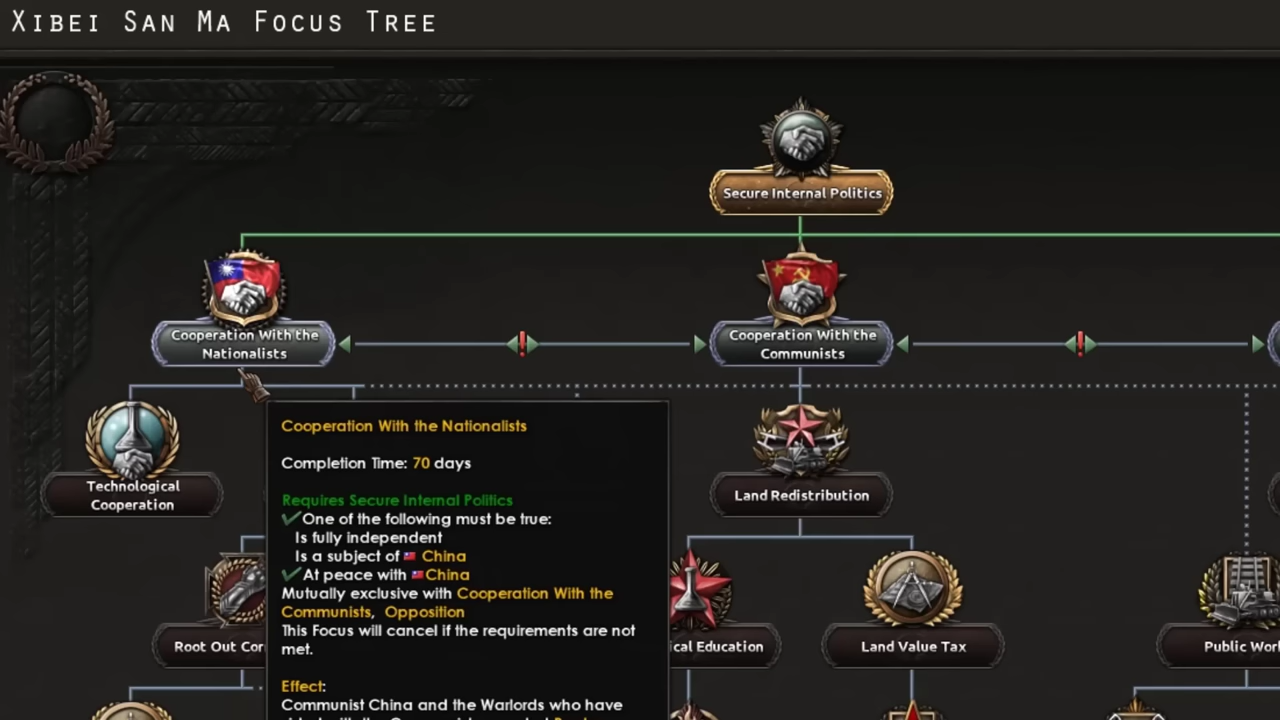 Xibei San Ma Focus Tree
Secure Internal Politics
Cooperation With the
Nationalists
Cooperation With the
Communists
Technological
Cooperation
Land Redistribution
Cooperation With the Nationalists
Completion Time: 70 days
Requires Secure Internal Politics
One of the following must be true:
Is fully independent
Is a subject of China
At peace with China
Mutually exclusive with Cooperation With the
Communists, Opposition
This Focus will cancel if the requirements are not
met.
Effect:
Communist China and the Warlords who have
Root Out
Education
Land Value Tax
Public